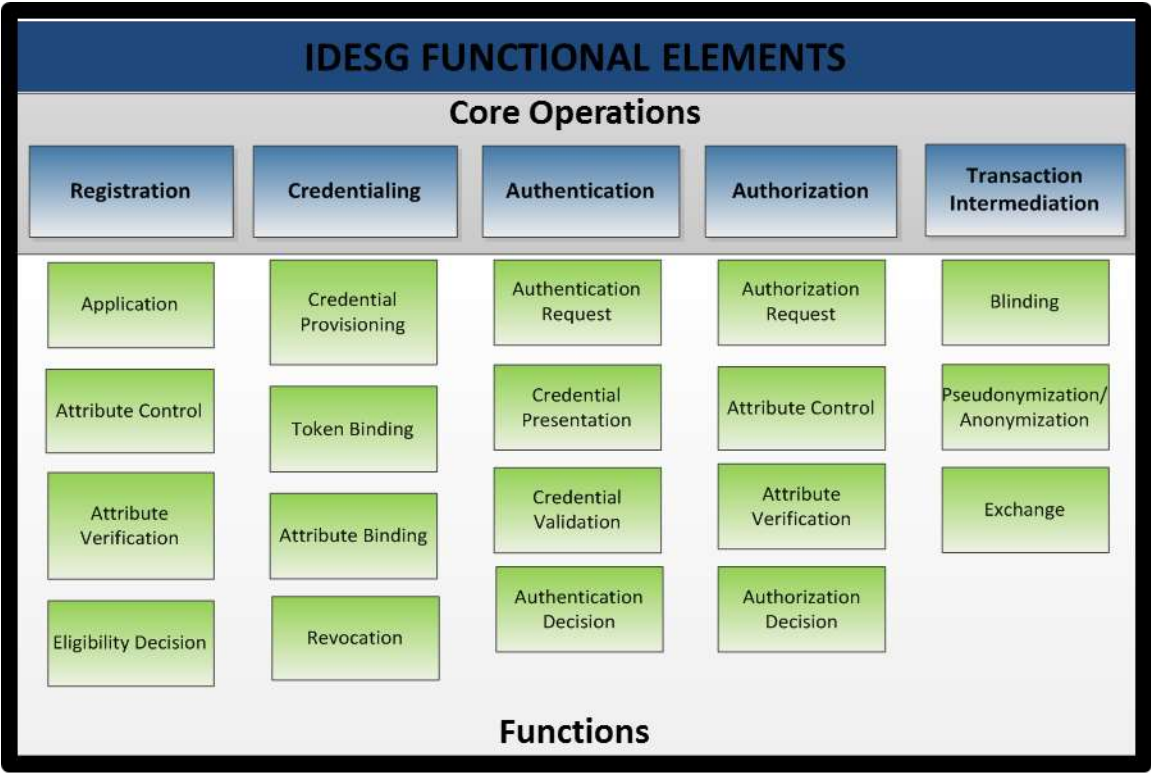 IDESG FUNCTIONAL ELEMENTS
Core Operations
Registration
Credentialing
Authentication
Authorization
Transaction
Intermediation
Application
Attribute Control
Attribute
Verification
Eligibility Decision
Credential
Provisioning
Token Binding
Attribute Binding
Revocation
Authentication
Request
Credential
Presentation
Credential
Validation
Authentication
Decision
Authorization
Request
Attribute Control
Attribute
Verification
Authorization
Decision
Blinding
Pseudonymization/
Anonymization
Exchange
Functions